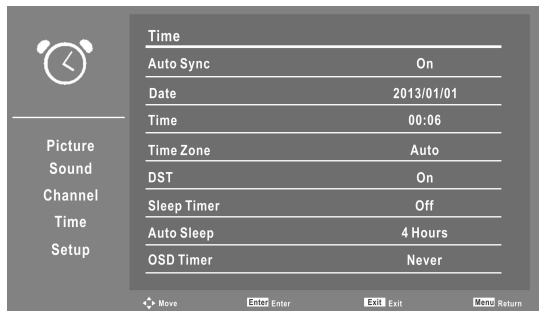 Picture
Sound
Channel
Time
Setup
Time
Auto Sync On
Date 2013/01/01
Time 00:06
Time Zone Auto
DST On
Sleep Timer Off
Auto Sleep 4 Hours
OSD Timer Never
Move Enter Enter Exit Exit Menu Return